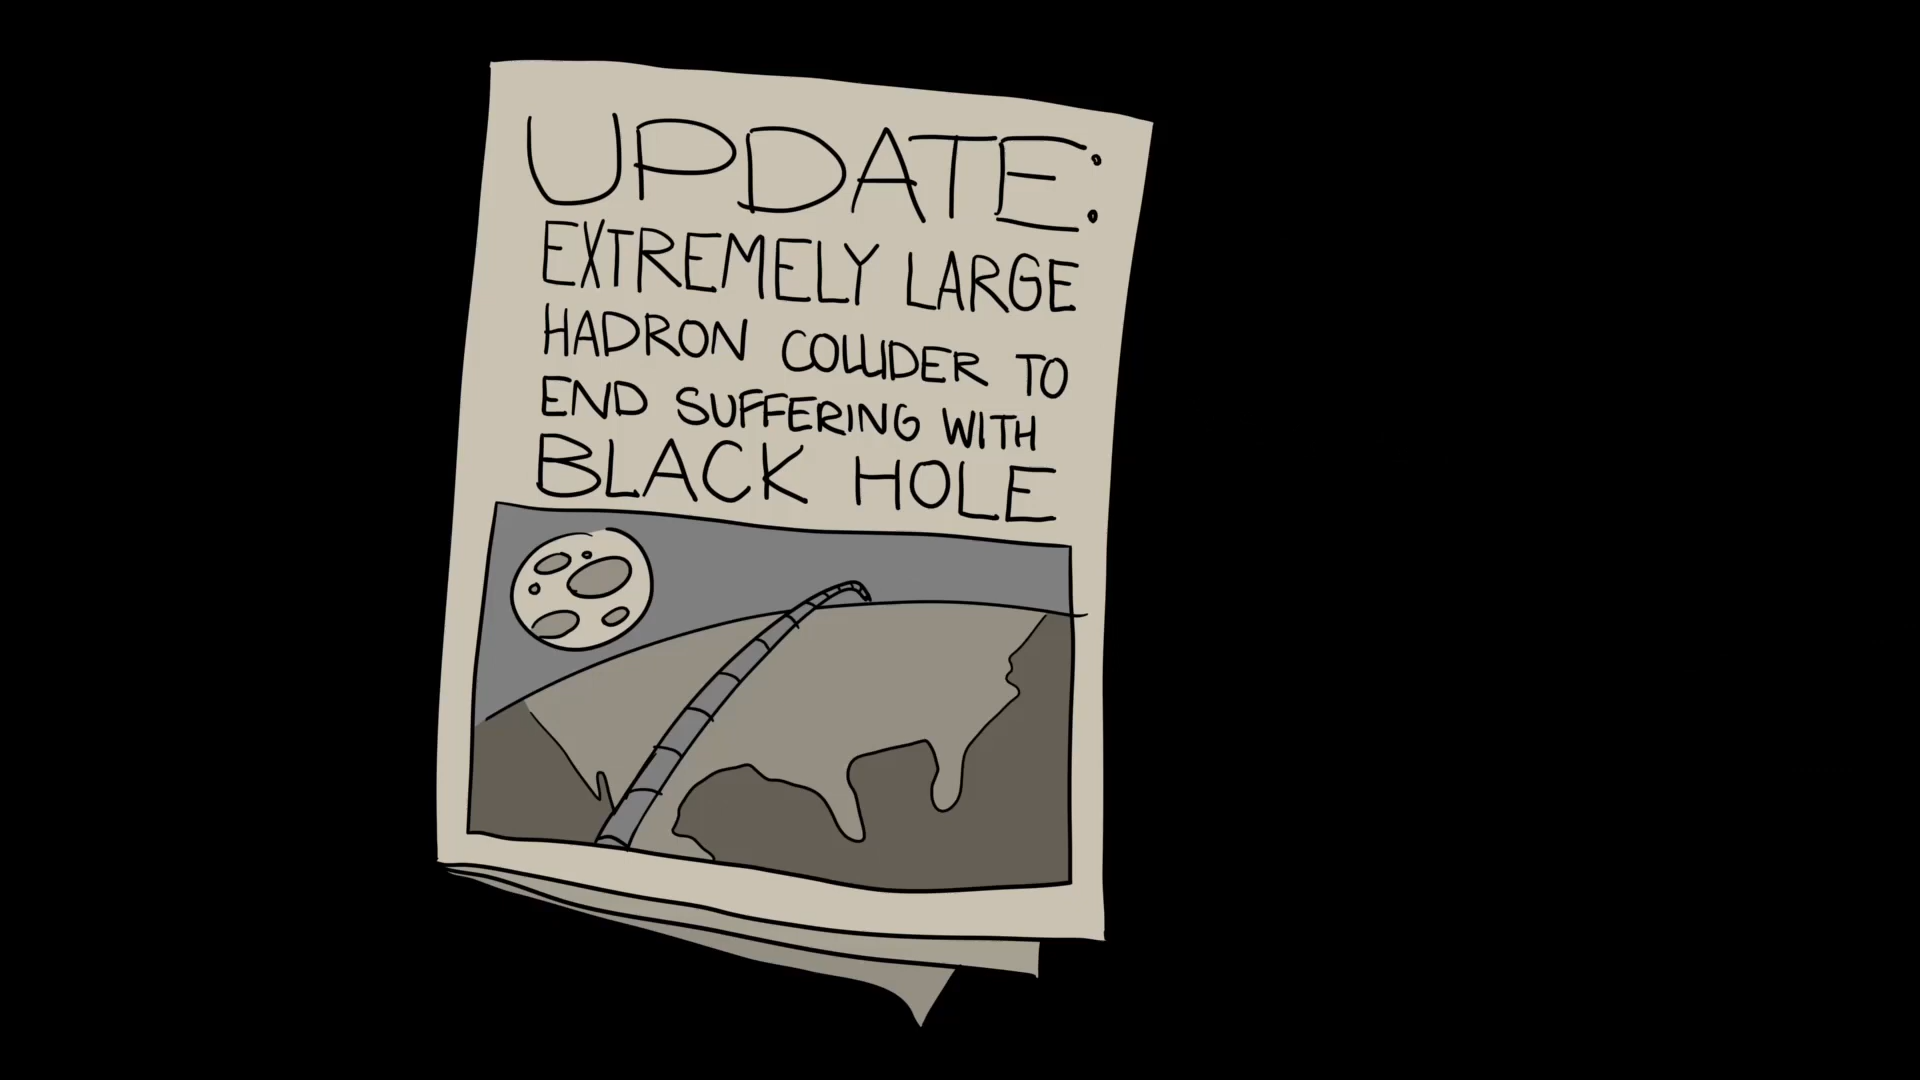 UPDATE:
EXTREMELY LARGE
HADRON COLLIDER TO
END SUFFERING WITH
BLACK HOLE